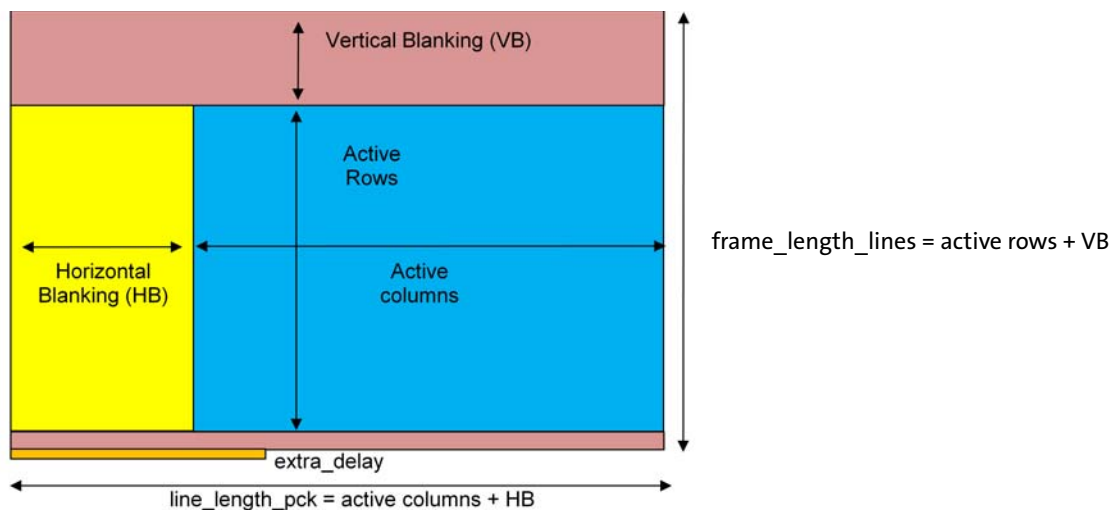 Vertical Blanking (VB)
Active
Rows
frame_length_lines = active rows + VB
Horizontal
Blanking (HB)
Active
columns
extra_delay
line_length_pck = active columns + HB